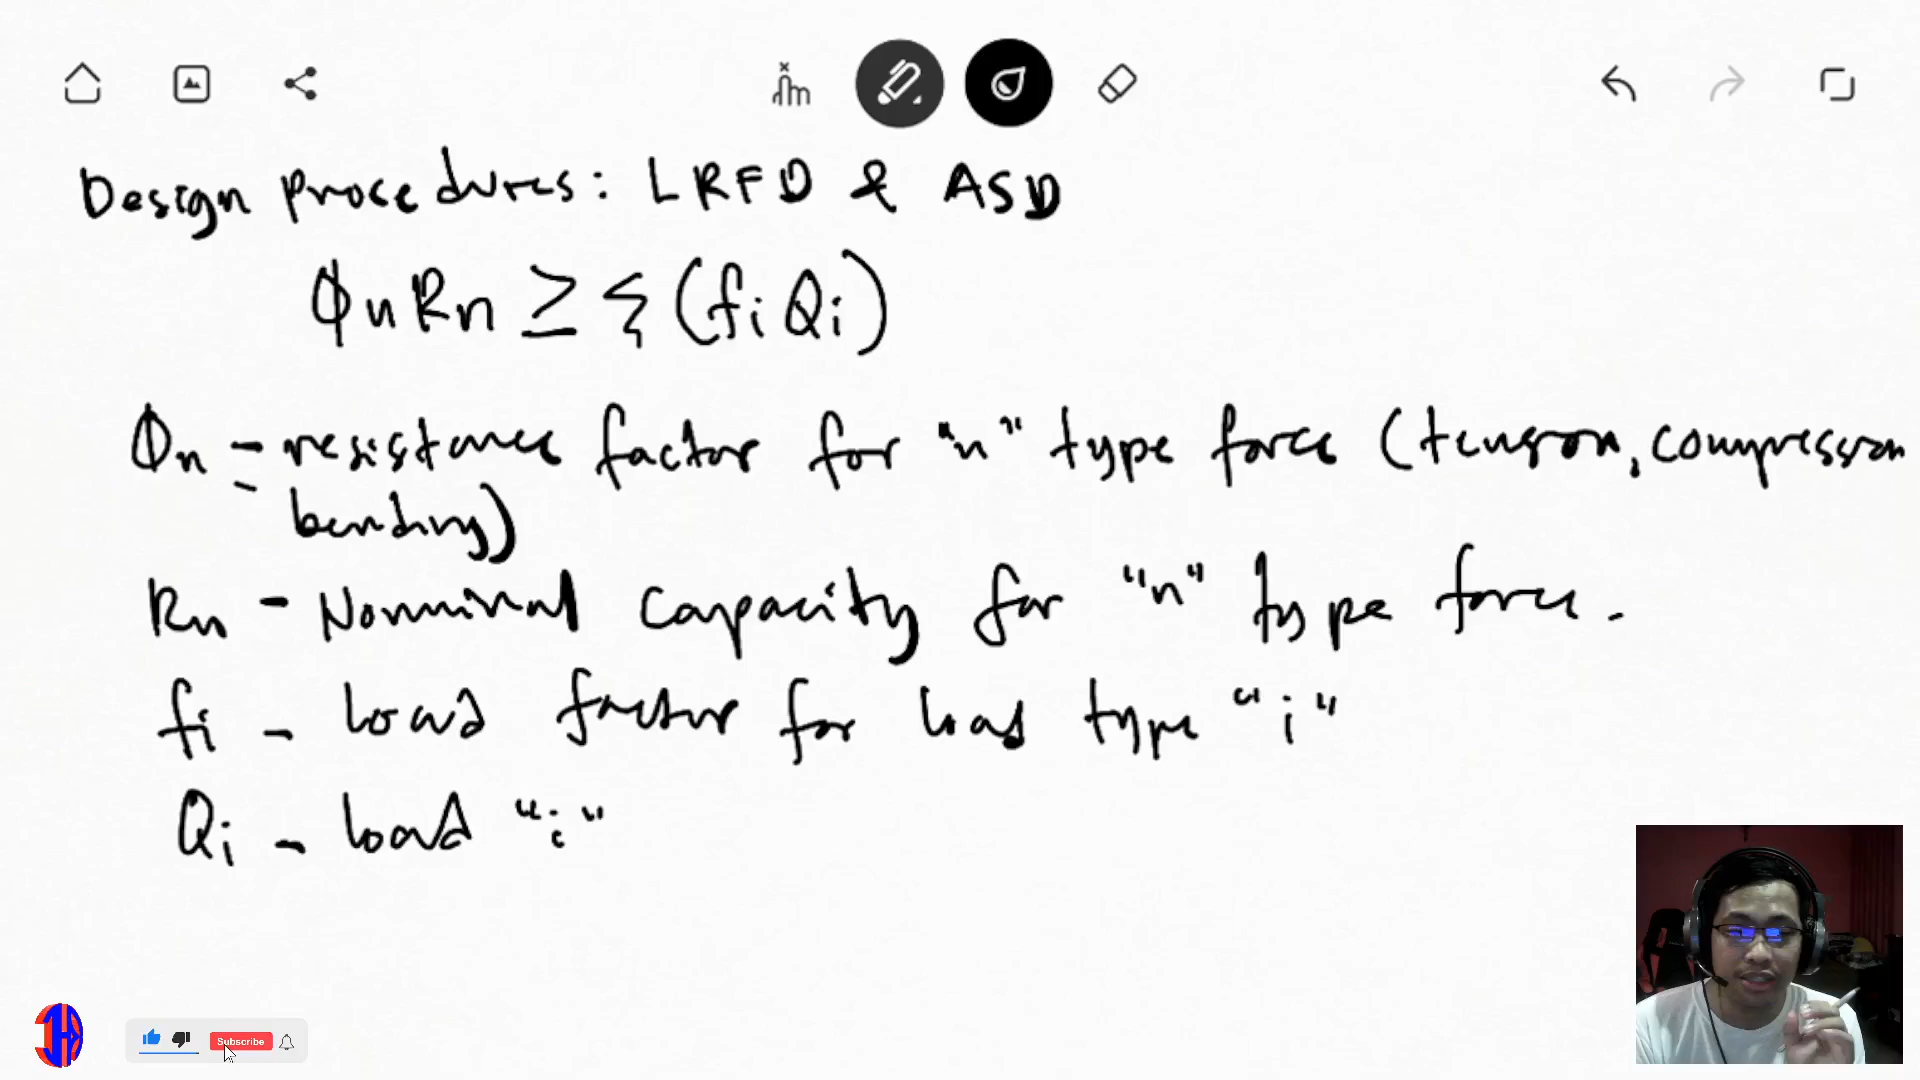 Design procedures: LRFD & ASD
ΦnRn ≥ Σ(fiQi)
Φn - resistance factor for "n" type force (tension, compression
bending)
Rn - Nominal capacity for "n" type force.
fi - load factor for load type "i"
Qi - load "i"
Subscribe